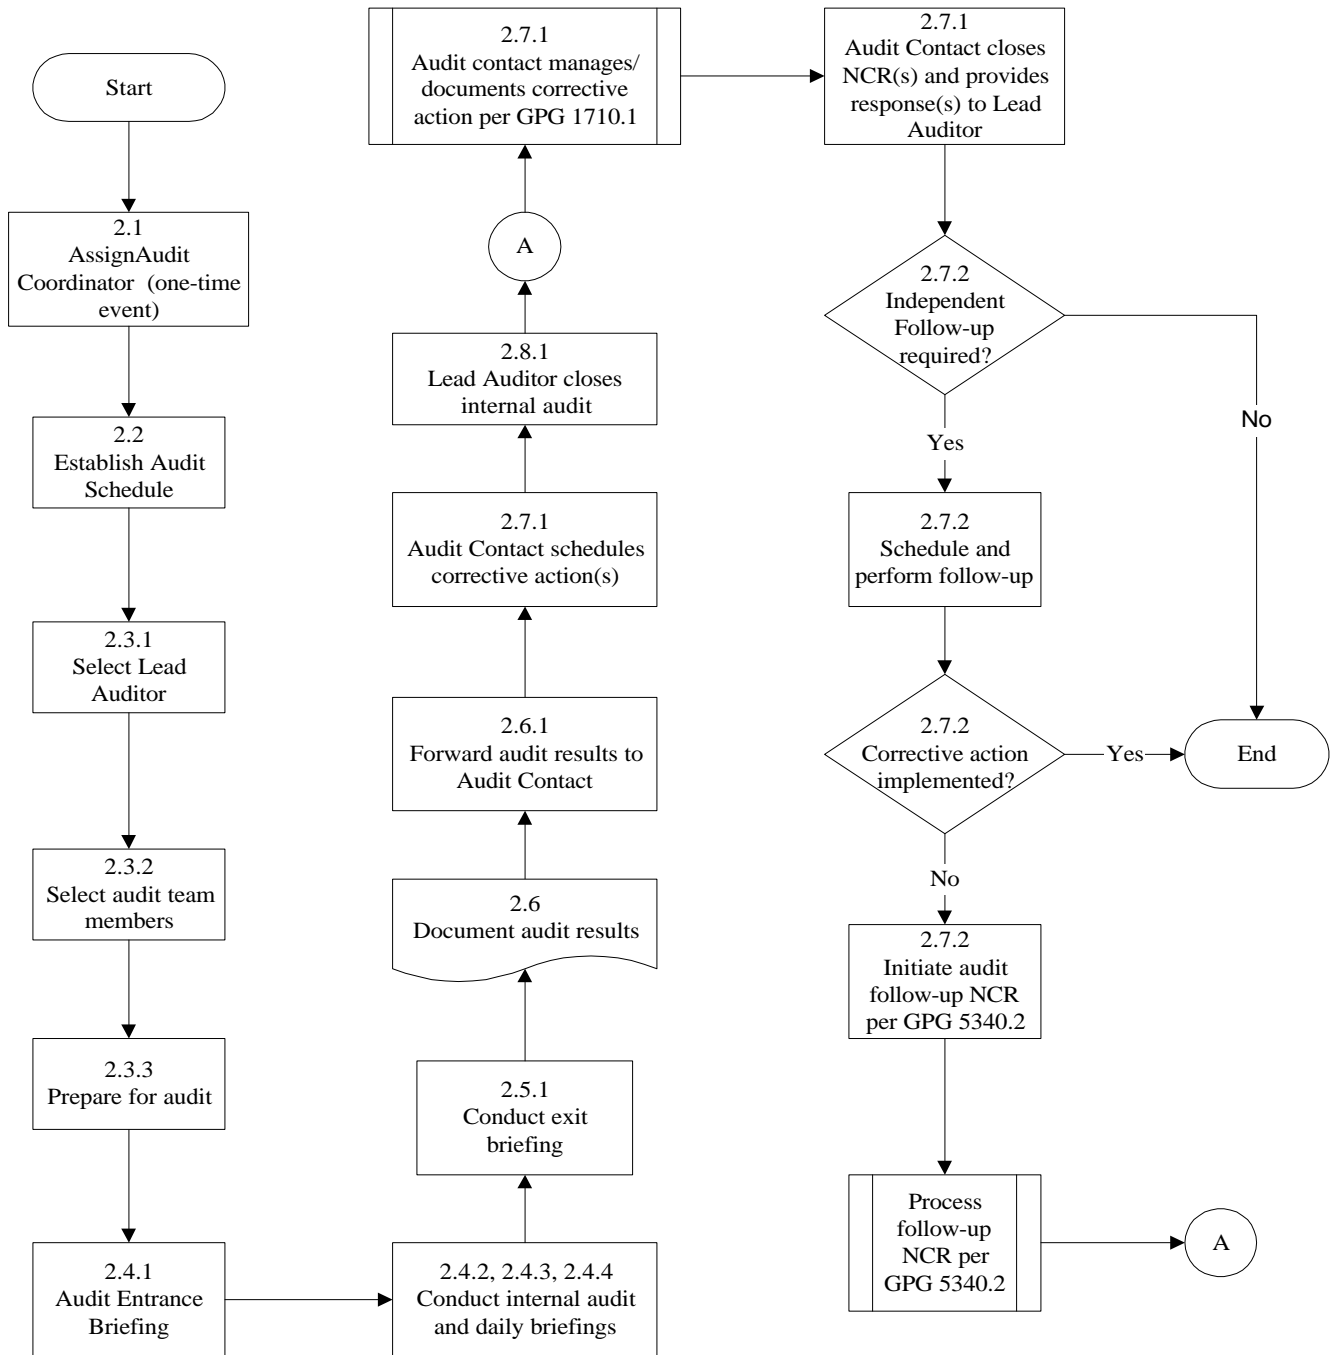 Start
2.1
AssignAudit
Coordinator (one-time
event)
2.2
Establish Audit
Schedule
2.3.1
Select Lead
Auditor
2.3.2
Select audit team
members
2.3.3
Prepare for audit
2.4.1
Audit Entrance
Briefing
2.4.2, 2.4.3, 2.4.4
Conduct internal audit
and daily briefings
2.5.1
Conduct exit
briefing
2.6
Document audit results
2.6.1
Forward audit results to
Audit Contact
2.7.1
Audit Contact schedules
corrective action(s)
2.8.1
Lead Auditor closes
internal audit
A
2.7.1
Audit contact manages/
documents corrective
action per GPG 1710.1
2.7.1
Audit Contact closes
NCR(s) and provides
response(s) to Lead
Auditor
2.7.2
Independent
Follow-up
required?
No
Yes
2.7.2
Schedule and
perform follow-up
2.7.2
Corrective action
implemented?
Yes
End
No
2.7.2
Initiate audit
follow-up NCR
per GPG 5340.2
Process
follow-up
NCR per
GPG 5340.2
A